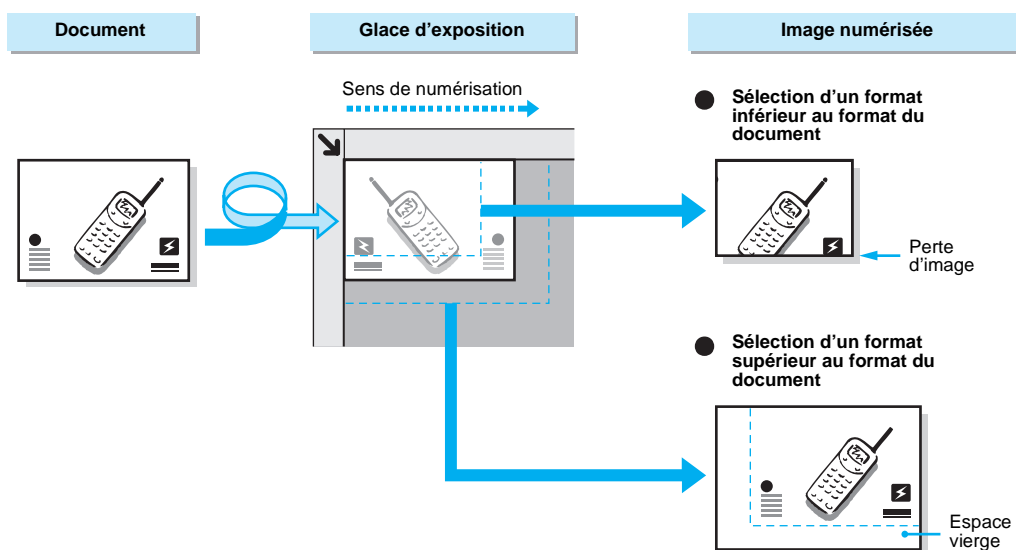 Document
Glace d’exposition
Image numérisée
Sens de numérisation
Sélection d’un format
inférieur au format du
document
Perte
d’image
Sélection d’un format
supérieur au format du
document
Espace
vierge